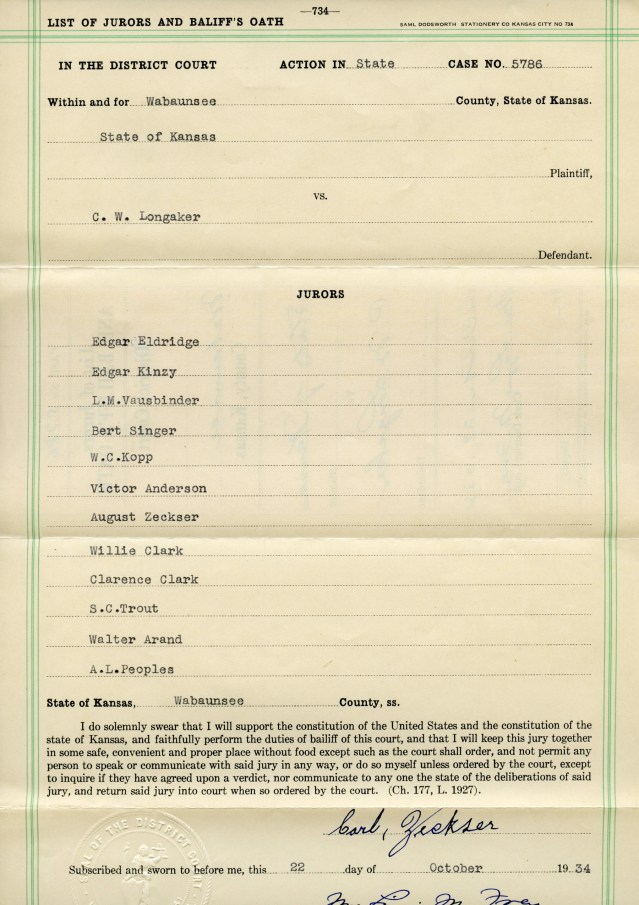 —734—
LIST OF JURORS AND BALIFF'S OATH
SAML DODSWORTH STATIONERY CO KANSAS CITY NO 734
IN THE DISTRICT COURT ACTION IN State CASE NO. 5786
Within and for Wabaunsee County, State of Kansas.
State of Kansas
Plaintiff,
vs.
C. W. Longaker
Defendant.
JURORS
Edgar Eldridge
Edgar Kinzy
L.M.Vausbinder
Bert Singer
W.C.Kopp
Victor Anderson
August Zeckser
Willie Clark
Clarence Clark
S.C.Trout
Walter Arand
A.L.Peoples
State of Kansas, Wabaunsee County, ss.
I do solemnly swear that I will support the constitution of the United States and the constitution of the
state of Kansas, and faithfully perform the duties of bailiff of this court, and that I will keep this jury together
in some safe, convenient and proper place without food except such as the court shall order, and not permit any
person to speak or communicate with said jury in any way, or do so myself unless ordered by the court, except
to inquire if they have agreed upon a verdict, nor communicate to any one the state of the deliberations of said
jury, and return said jury into court when so ordered by the court. (Ch. 177, L. 1927).
Carl, Zeckser
SEAL OF THE DISTRICT COURT
Subscribed and sworn to before me, this 22 day of October 1934